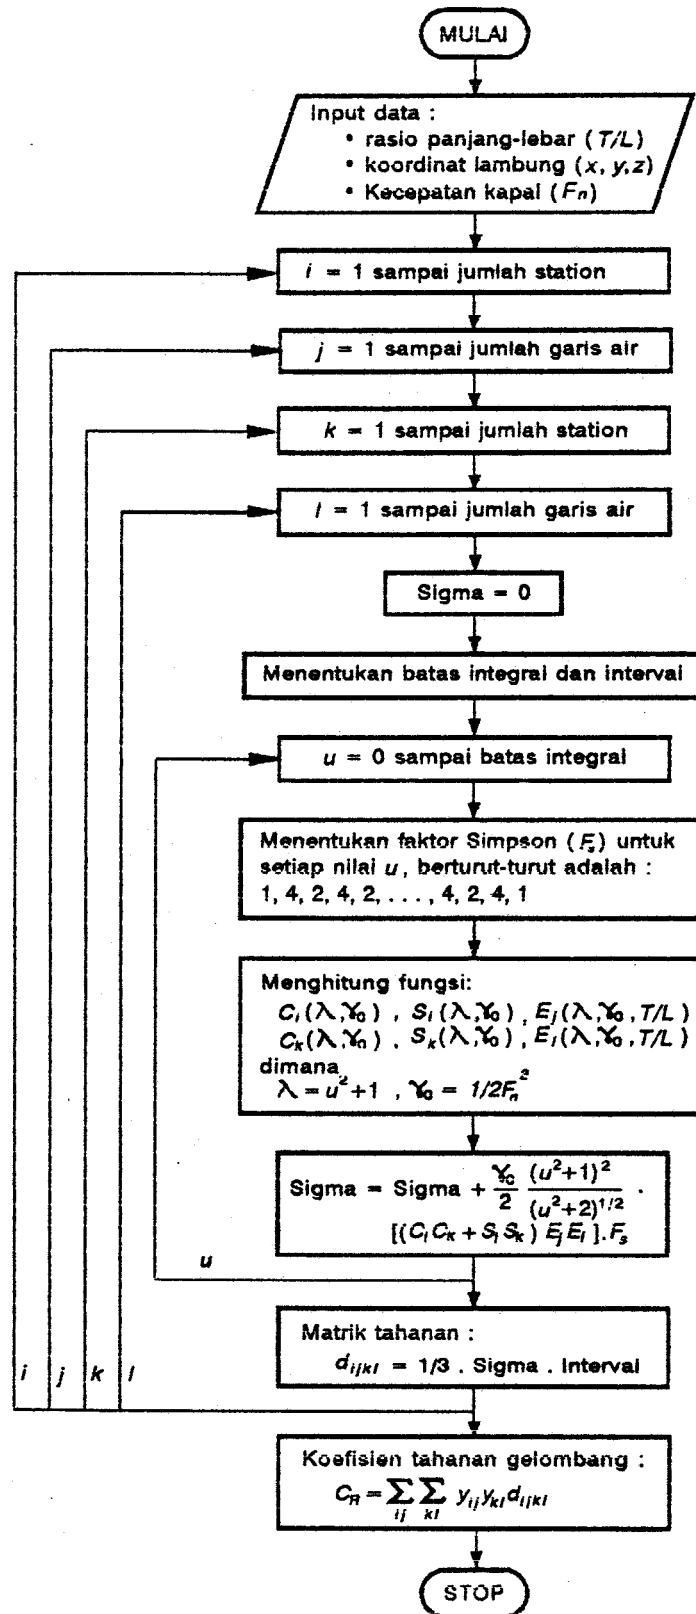 MULAI
Input data :
• rasio panjang-lebar (T/L)
• koordinat lambung (x, y,z)
• Kecepatan kapal (Fn)
i = 1 sampai jumlah station
j = 1 sampai jumlah garis air
k = 1 sampai jumlah station
l = 1 sampai jumlah garis air
Sigma = 0
Menentukan batas integral dan interval
u = 0 sampai batas integral
Menentukan faktor Simpson (Fs) untuk
setiap nilai u, berturut-turut adalah :
1, 4, 2, 4, 2, . . . , 4, 2, 4, 1
Menghitung fungsi:
Ci(λ,γ₀) , Si(λ,γ₀) , Ej(λ,γ₀,T/L)
Ck(λ,γ₀) , Sk(λ,γ₀) , El(λ,γ₀,T/L)
dimana
λ = u²+1 , γ₀ = 1/2Fn²
Sigma = Sigma + γ₀/2 (u²+1)²/(u²+2)^1/2 .
[(CiCk + SiSk) EjEl].Fs
u
Matrik tahanan :
dijkl = 1/3 . Sigma . Interval
i j k l
Koefisien tahanan gelombang :
CR = ∑ij ∑kl yij ykl dijkl
STOP